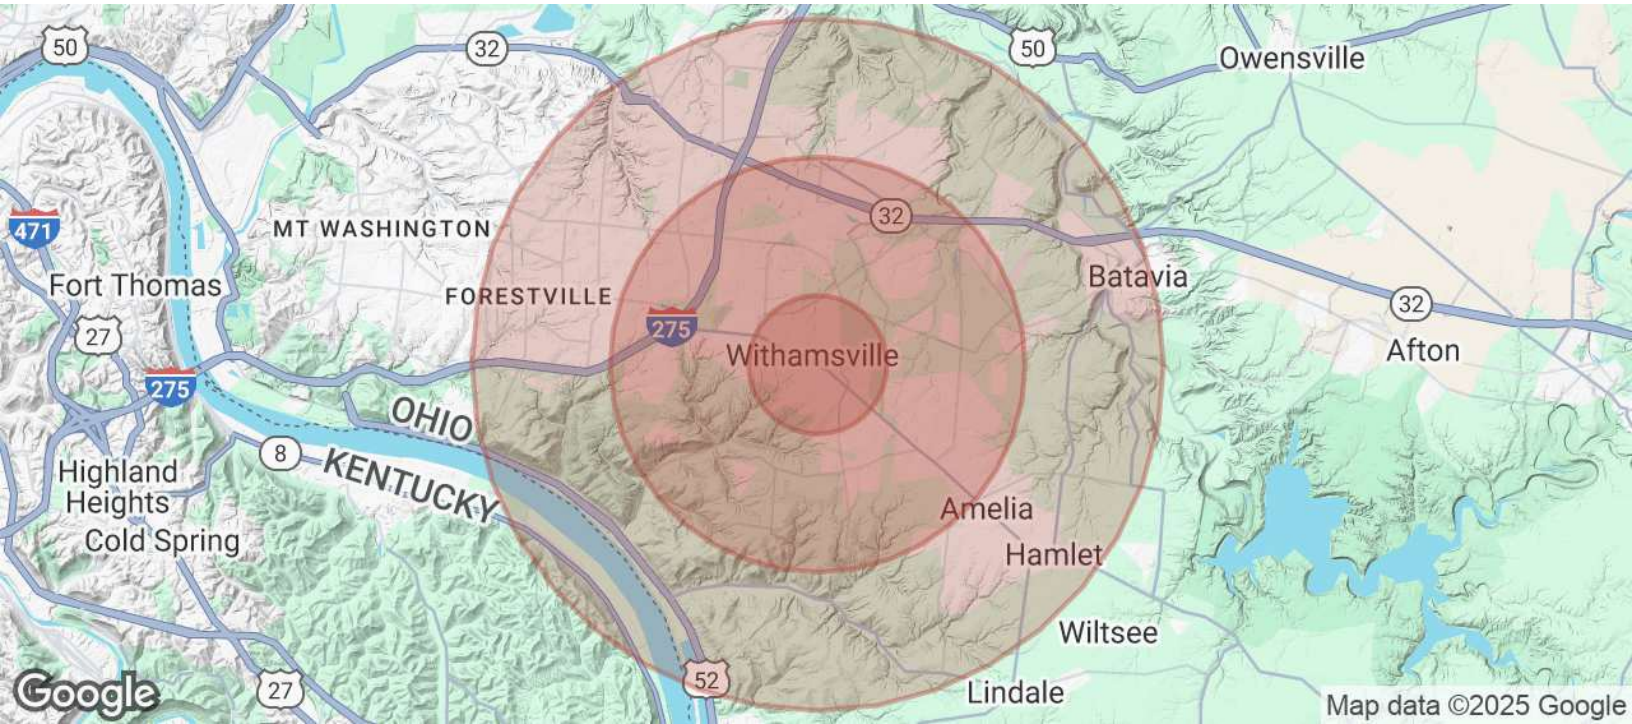 50
32
50
Owensville
471
MT WASHINGTON
32
Fort Thomas
FORESTVILLE
Batavia
32
27
275
Withamsville
Afton
275
OHIO
8
KENTUCKY
Highland
Heights
Cold Spring
Amelia
Hamlet
Wiltsee
52
27
Lindale
Google
Map data ©2025 Google